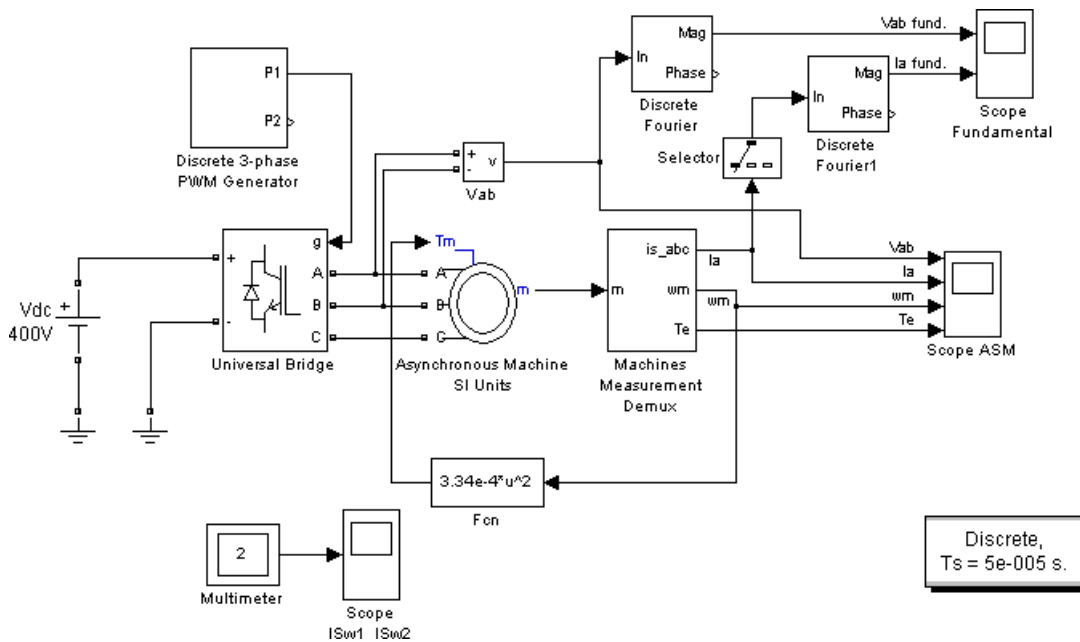 Mag
In
Phase
Discrete
Fourier
Vab fund.
Ia fund.
Mag
In
Phase
Discrete
Fourier1
Scope
Fundamental
P1
P2
Discrete 3-phase
PWM Generator
+
-
v
Vab
Selector
g
+
A
B
-
C
Universal Bridge
Vdc +
400V
Tm
A
B
C
m
Asynchronous Machine
SI Units
m
is_abc
Ia
wm
wm
Te
Machines
Measurement
Demux
Vab
Ia
wm
Te
Scope ASM
3.34e-4*u^2
Fcn
2
Multimeter
Scope
ISw1 ISw2
Discrete,
Ts = 5e-005 s.